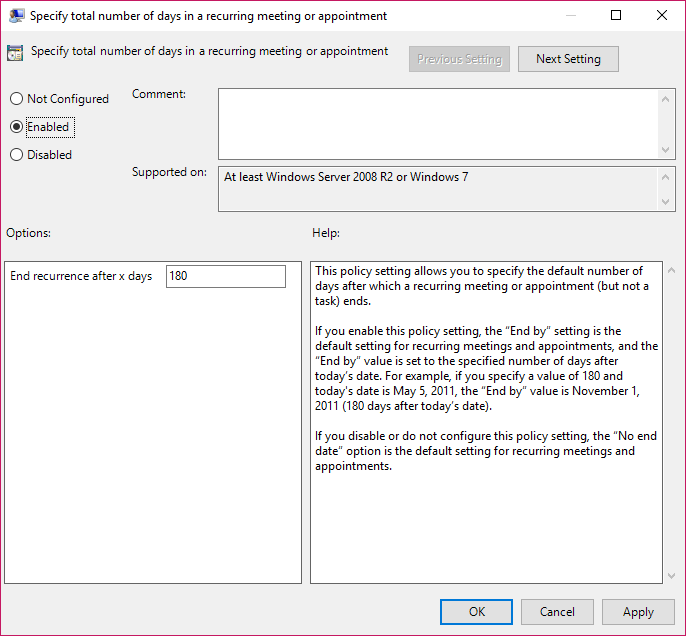 Specify total number of days in a recurring meeting or appointment
Specify total number of days in a recurring meeting or appointment
Previous Setting
Next Setting
Not Configured
Enabled
Disabled
Comment:
Supported on:
At least Windows Server 2008 R2 or Windows 7
Options:
Help:
End recurrence after x days
180
This policy setting allows you to specify the default number of
days after which a recurring meeting or appointment (but not a
task) ends.
If you enable this policy setting, the “End by” setting is the
default setting for recurring meetings and appointments, and the
“End by” value is set to the specified number of days after
today’s date. For example, if you specify a value of 180 and
today’s date is May 5, 2011, the “End by” value is November 1,
2011 (180 days after today’s date).
If you disable or do not configure this policy setting, the “No end
date” option is the default setting for recurring meetings and
appointments.
OK
Cancel
Apply